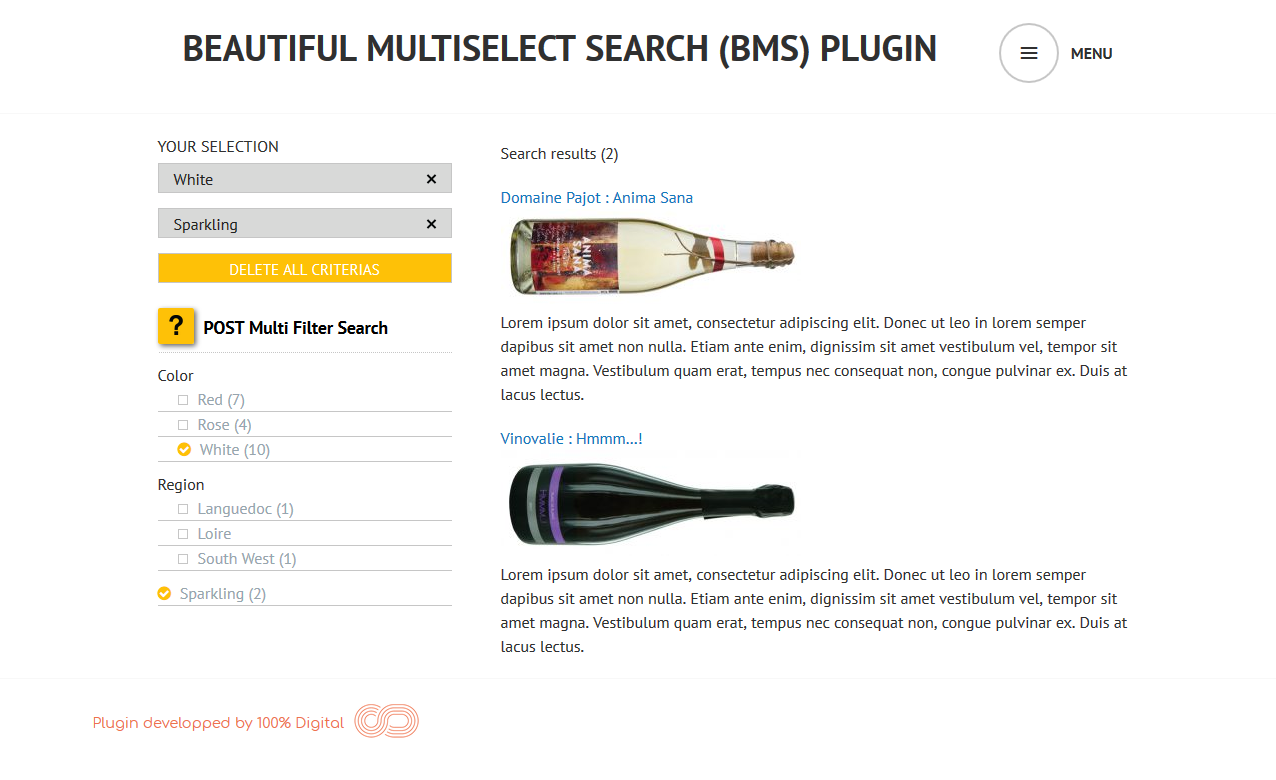 BEAUTIFUL MULTISELECT SEARCH (BMS) PLUGIN
MENU
YOUR SELECTION
White
Sparkling
DELETE ALL CRITERIAS
? POST Multi Filter Search
Color
Red (7)
Rose (4)
White (10)
Region
Languedoc (1)
Loire
South West (1)
Sparkling (2)
Search results (2)
Domaine Pajot : Anima Sana
ANIMA
SANA
Lorem ipsum dolor sit amet, consectetur adipiscing elit. Donec ut leo in lorem semper
dapibus sit amet non nulla. Etiam ante enim, dignissim sit amet vestibulum vel, tempor sit
amet magna. Vestibulum quam erat, tempus nec consequat non, congue pulvinar ex. Duis at
lacus lectus.
Vinovalie : Hmmm...!
Lorem ipsum dolor sit amet, consectetur adipiscing elit. Donec ut leo in lorem semper
dapibus sit amet non nulla. Etiam ante enim, dignissim sit amet vestibulum vel, tempor sit
amet magna. Vestibulum quam erat, tempus nec consequat non, congue pulvinar ex. Duis at
lacus lectus.
Plugin developped by 100% Digital